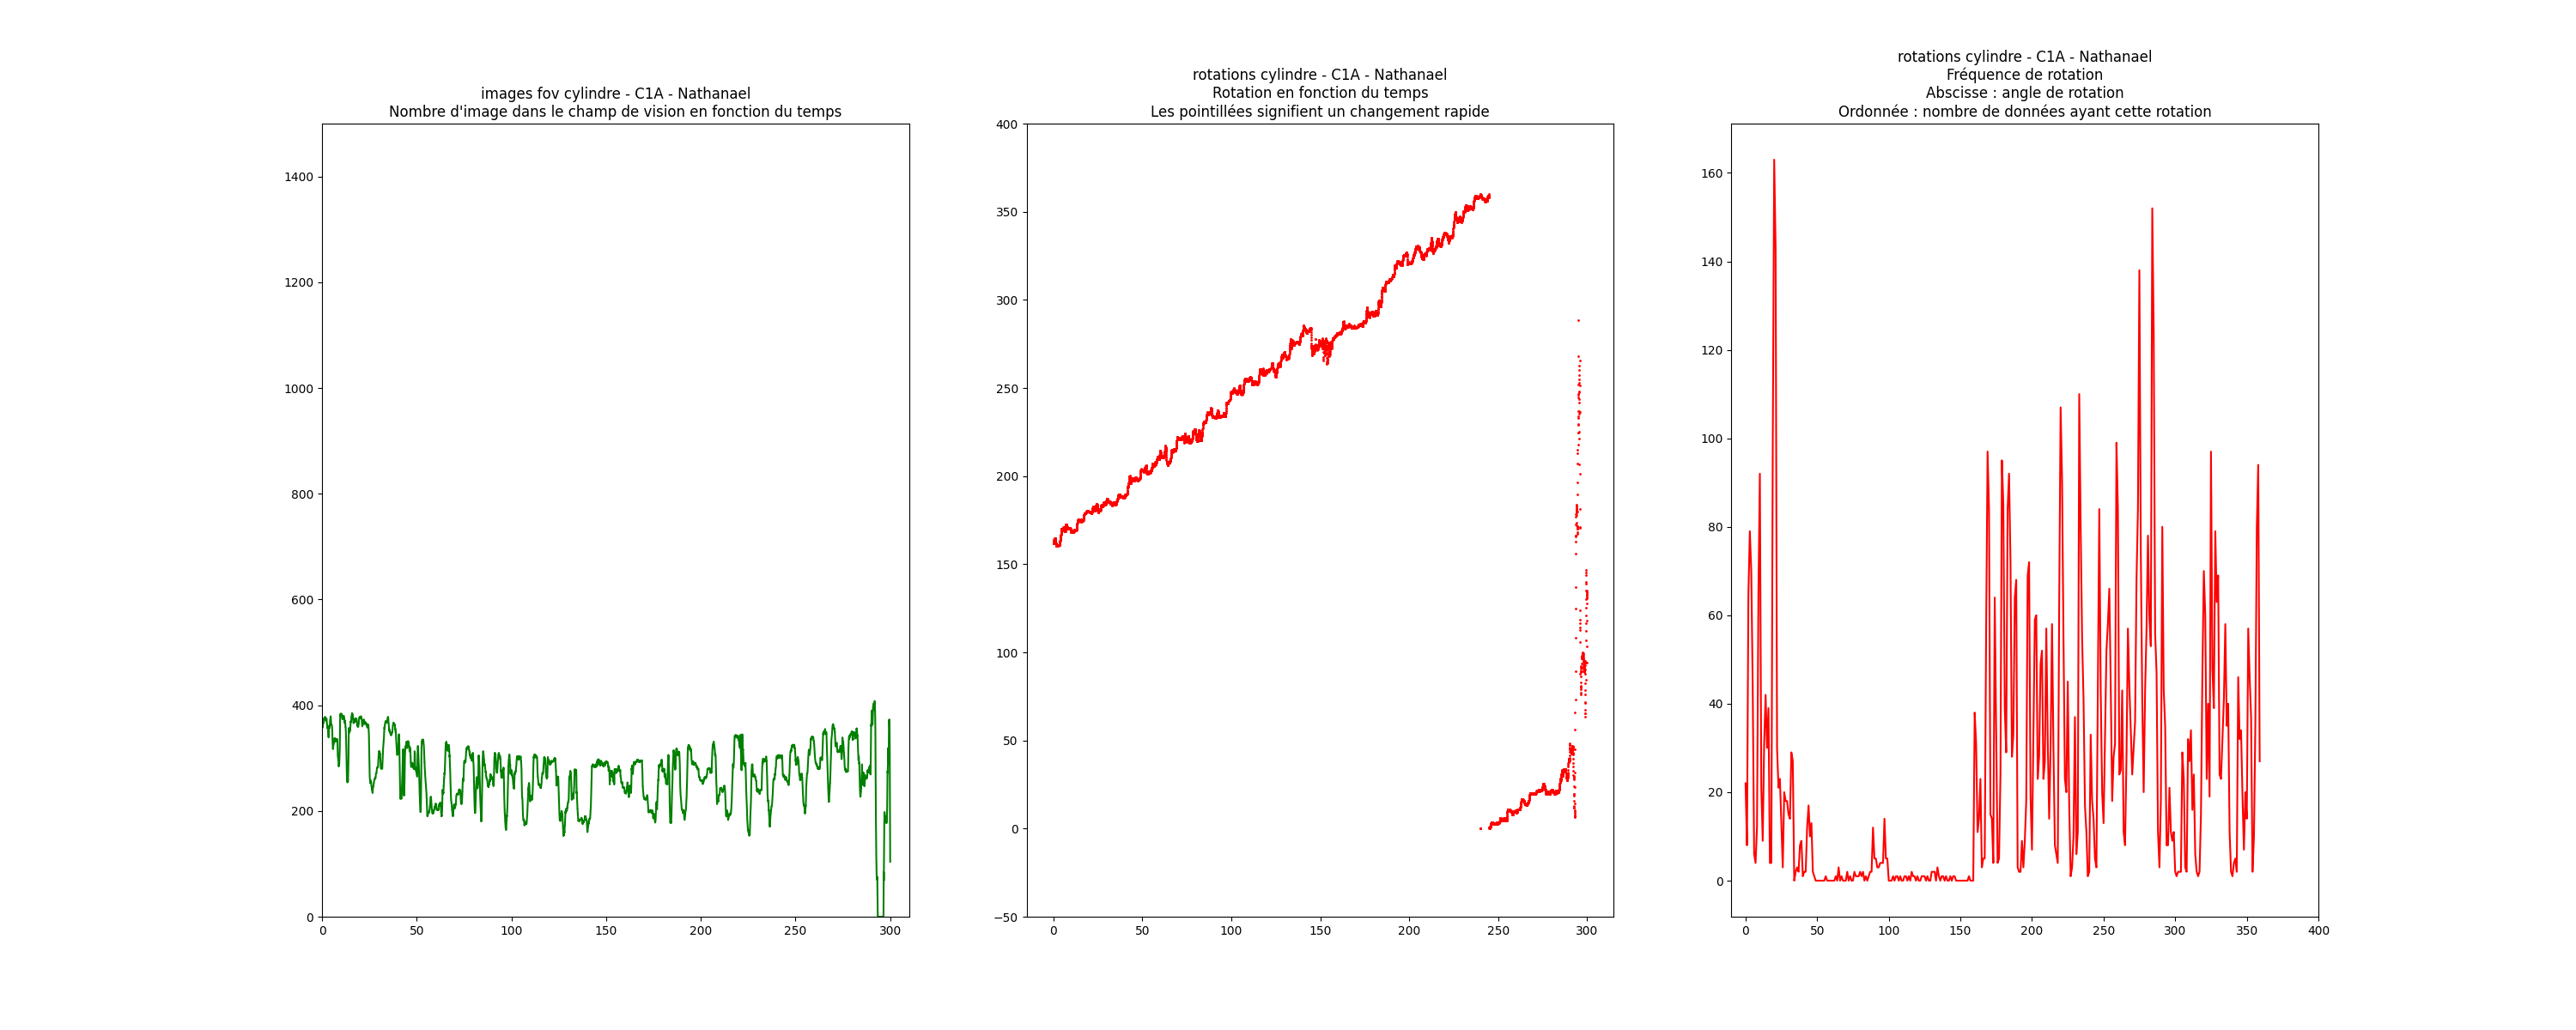 images fov cylindre - C1A - Nathanael
Nombre d'image dans le champ de vision en fonction du temps
1400
1200
1000
800
600
400
200
0
0 50 100 150 200 250 300
rotations cylindre - C1A - Nathanael
Rotation en fonction du temps
Les pointillées signifient un changement rapide
400
350
300
250
200
150
100
50
0
−50
0 50 100 150 200 250 300
rotations cylindre - C1A - Nathanael
Fréquence de rotation
Abscisse : angle de rotation
Ordonnée : nombre de données ayant cette rotation
160
140
120
100
80
60
40
20
0
0 50 100 150 200 250 300 350 400